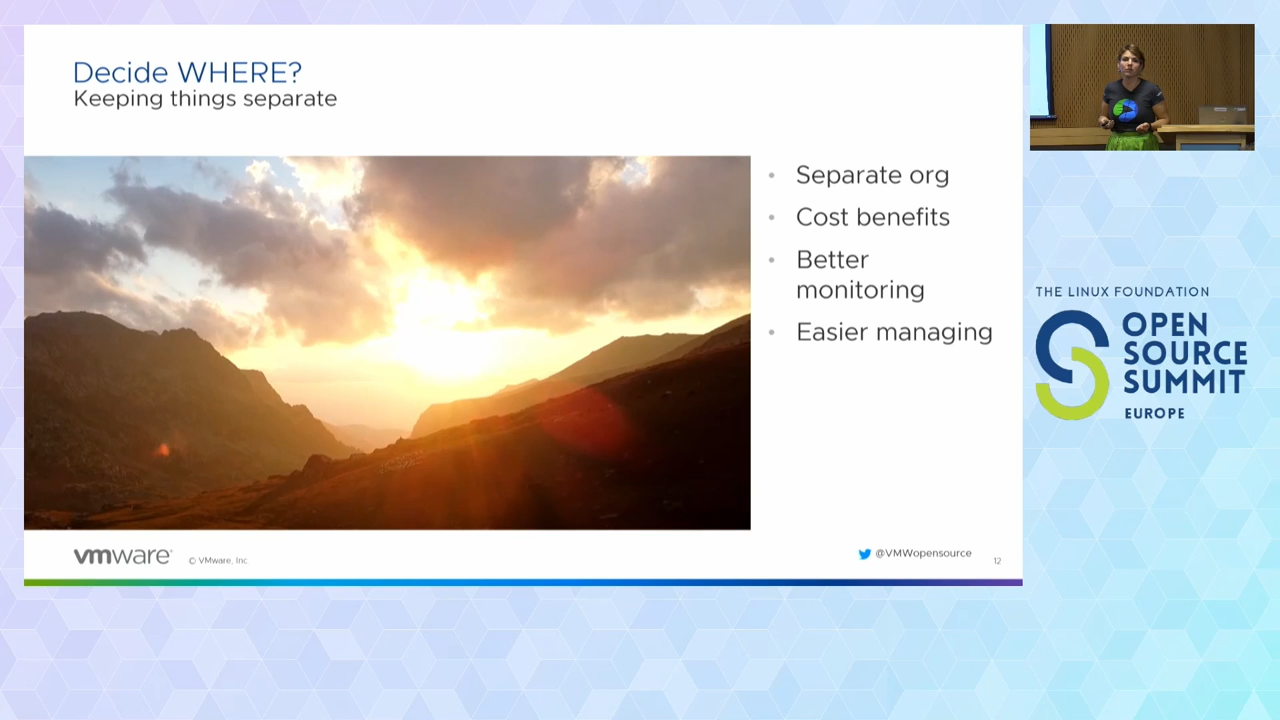 Decide WHERE?
Keeping things separate
• Separate org
• Cost benefits
• Better
monitoring
• Easier managing
vmware®
© VMware, Inc.
@VMWopensource
12
THE LINUX FOUNDATION
OPEN
SOURCE
SUMMIT
EUROPE